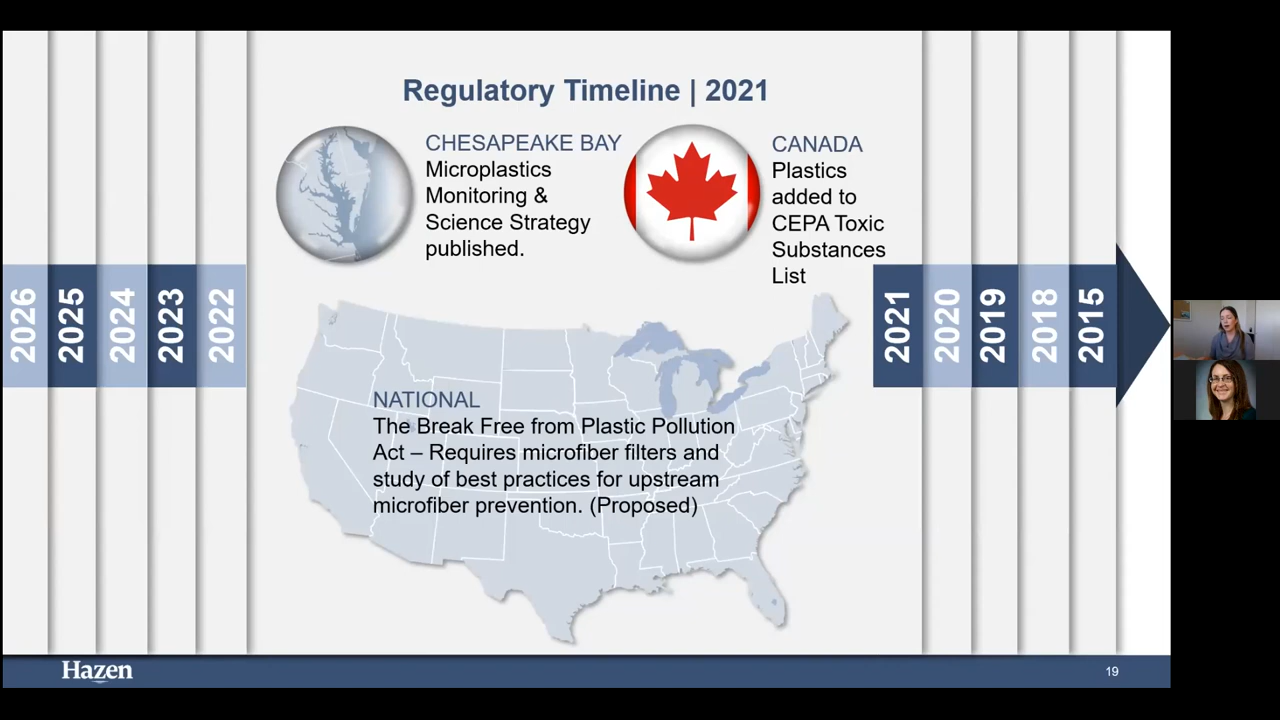 Regulatory Timeline | 2021
CHESAPEAKE BAY
Microplastics
Monitoring &
Science Strategy
published.
CANADA
Plastics
added to
CEPA Toxic
Substances
List
2026
2025
2024
2023
2022
2021
2020
2019
2018
2015
NATIONAL
The Break Free from Plastic Pollution
Act – Requires microfiber filters and
study of best practices for upstream
microfiber prevention. (Proposed)
Hazen
19